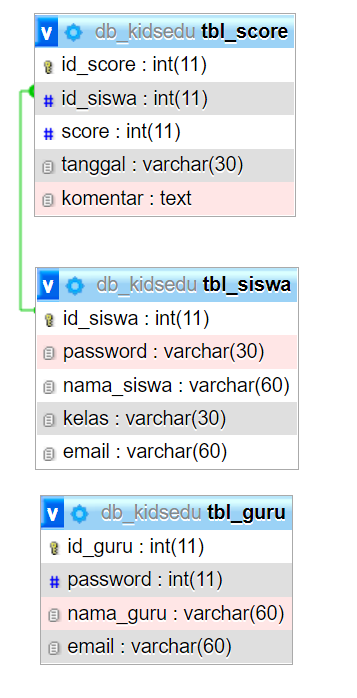 v db_kidsedu tbl_score
id_score : int(11)
# id_siswa : int(11)
# score : int(11)
tanggal : varchar(30)
komentar : text
v db_kidsedu tbl_siswa
id_siswa : int(11)
password : varchar(30)
nama_siswa : varchar(60)
kelas : varchar(30)
email : varchar(60)
v db_kidsedu tbl_guru
id_guru : int(11)
# password : int(11)
nama_guru : varchar(60)
email : varchar(60)